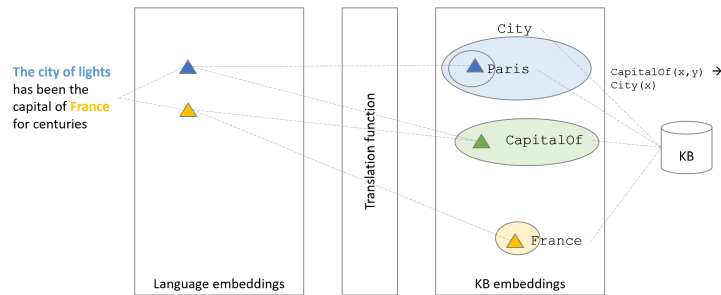 The city of lights
has been the
capital of France
for centuries
Language embeddings
Translation function
City
Paris
CapitalOf
France
KB embeddings
CapitalOf(x,y) →
City(x)
KB